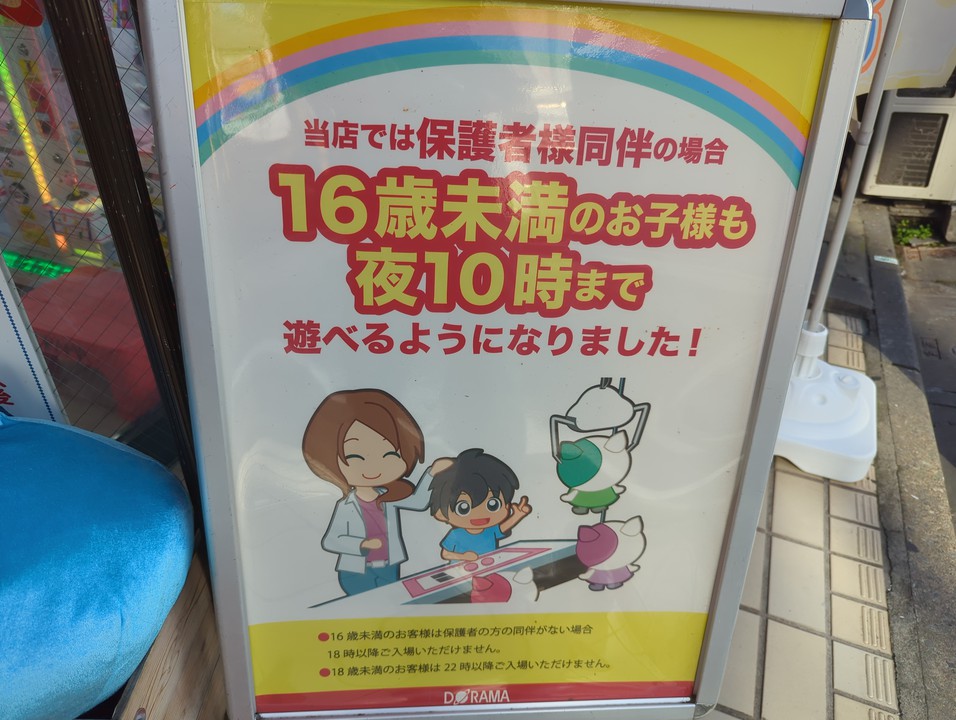 当店では保護者様同伴の場合
16歳未満のお子様も
夜10時まで
遊べるようになりました！
●16歳未満のお客様は保護者の方の同伴がない場合
18時以降ご入場いただけません。
●18歳未満のお客様は22時以降ご入場いただけません。
DORAMA